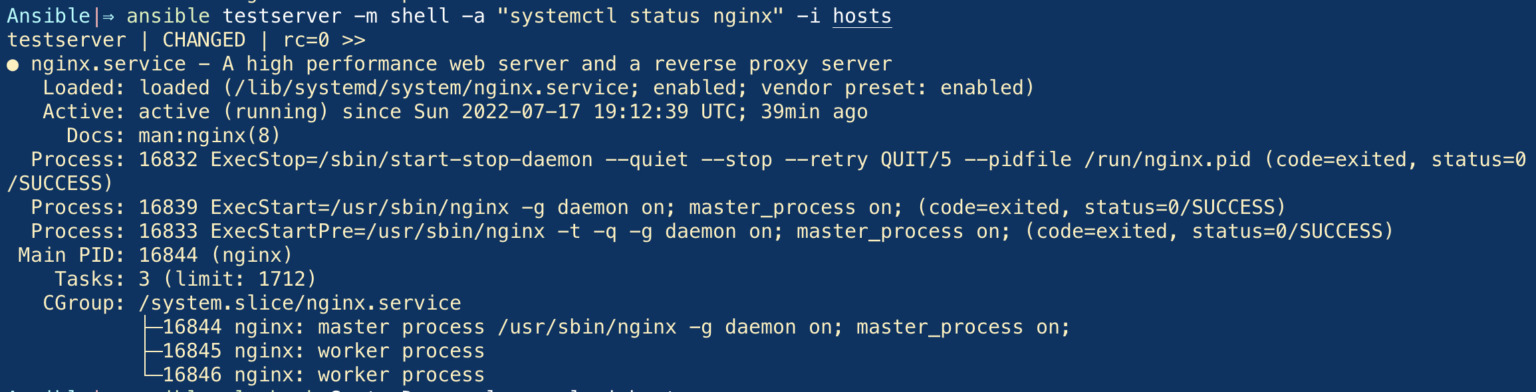 Ansible|⇒ ansible testserver -m shell -a "systemctl status nginx" -i hosts
testserver | CHANGED | rc=0 >>
● nginx.service - A high performance web server and a reverse proxy server
   Loaded: loaded (/lib/systemd/system/nginx.service; enabled; vendor preset: enabled)
   Active: active (running) since Sun 2022-07-17 19:12:39 UTC; 39min ago
     Docs: man:nginx(8)
  Process: 16832 ExecStop=/sbin/start-stop-daemon --quiet --stop --retry QUIT/5 --pidfile /run/nginx.pid (code=exited, status=0
/SUCCESS)
  Process: 16839 ExecStart=/usr/sbin/nginx -g daemon on; master_process on; (code=exited, status=0/SUCCESS)
  Process: 16833 ExecStartPre=/usr/sbin/nginx -t -q -g daemon on; master_process on; (code=exited, status=0/SUCCESS)
 Main PID: 16844 (nginx)
    Tasks: 3 (limit: 1712)
   CGroup: /system.slice/nginx.service
           ├─16844 nginx: master process /usr/sbin/nginx -g daemon on; master_process on;
           ├─16845 nginx: worker process
           └─16846 nginx: worker process